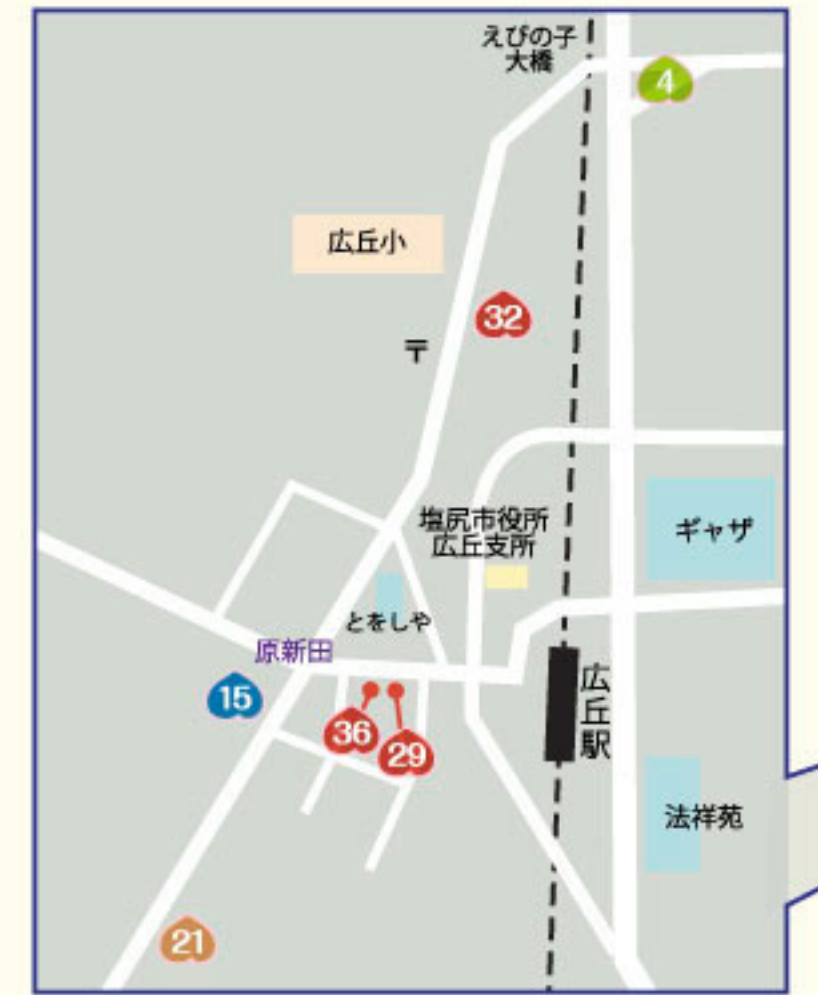 えびの子
大橋
4
広丘小
32
〒
塩尻市役所
広丘支所
ギャザ
とをしや
原新田
15
36
29
広丘駅
法祥苑
21